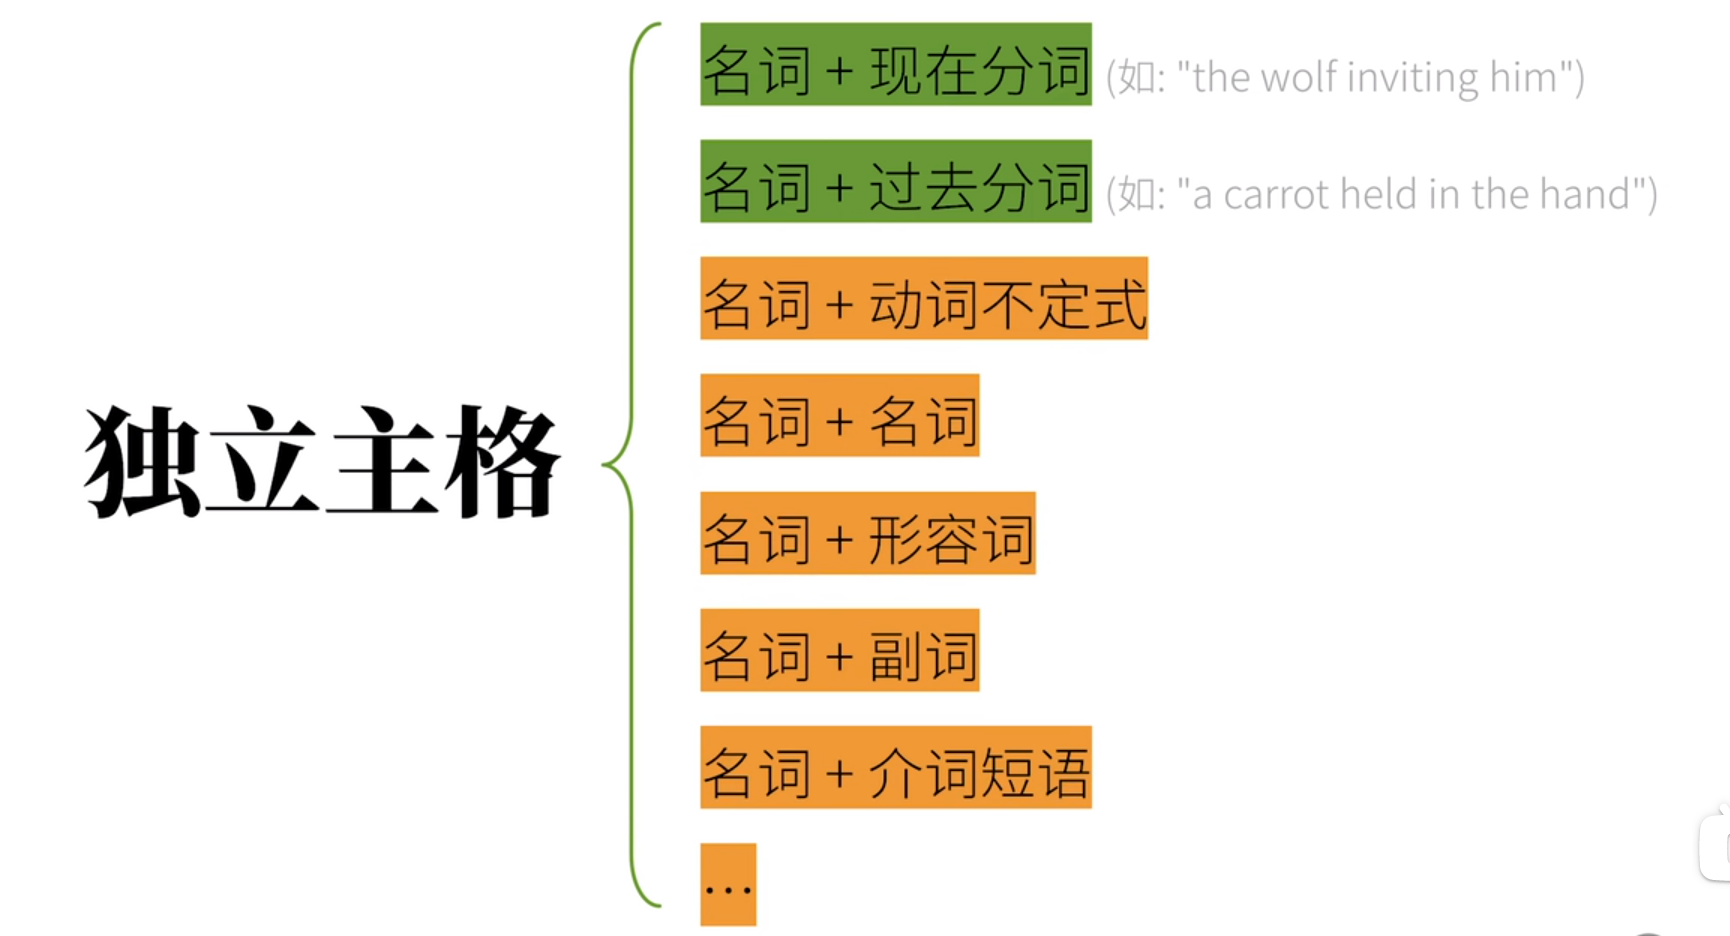 独立主格
名词 + 现在分词 (如: "the wolf inviting him")
名词 + 过去分词 (如: "a carrot held in the hand")
名词 + 动词不定式
名词 + 名词
名词 + 形容词
名词 + 副词
名词 + 介词短语
...